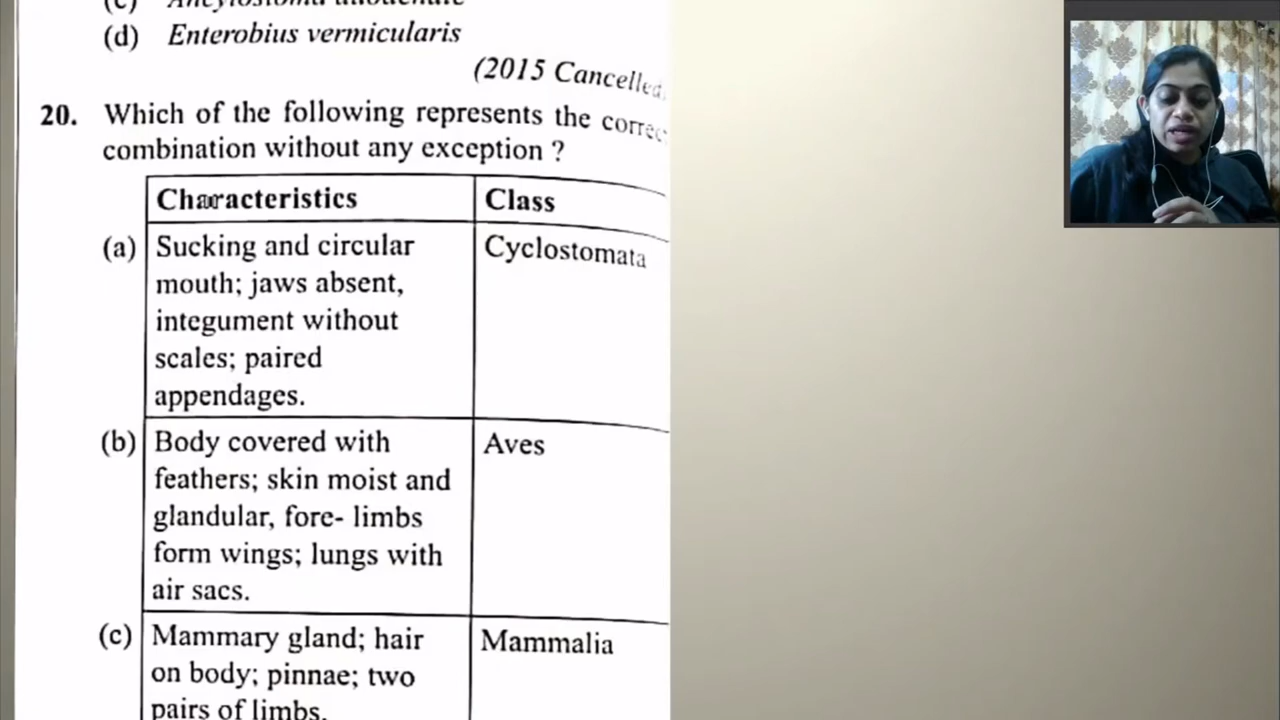 (d) Enterobius vermicularis
(2015 Cancelled
20. Which of the following represents the correc
combination without any exception ?
Characteristics Class
(a) Sucking and circular Cyclostomata
mouth; jaws absent,
integument without
scales; paired
appendages.
(b) Body covered with Aves
feathers; skin moist and
glandular, fore- limbs
form wings; lungs with
air sacs.
(c) Mammary gland; hair Mammalia
on body; pinnae; two
pairs of limbs.